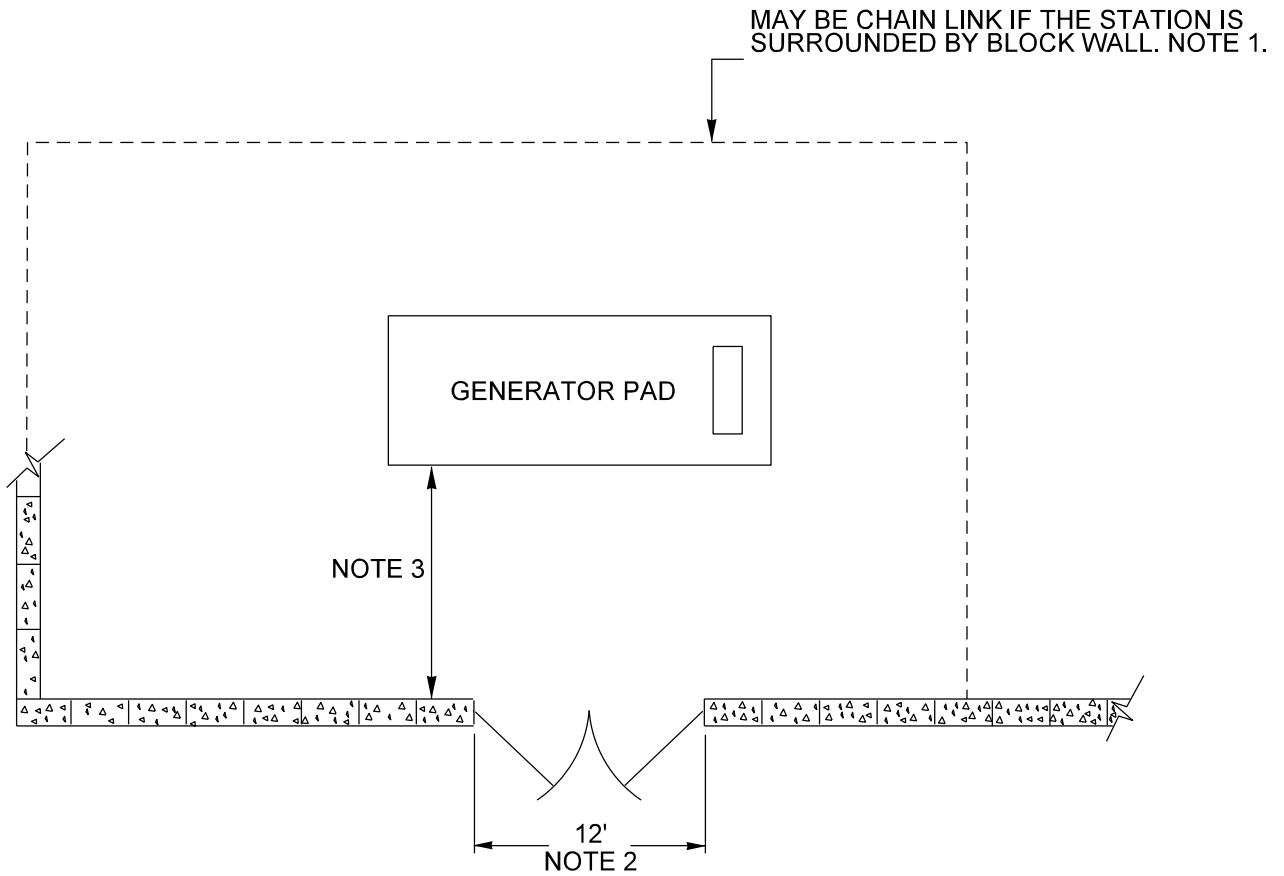 MAY BE CHAIN LINK IF THE STATION IS
SURROUNDED BY BLOCK WALL. NOTE 1.
GENERATOR PAD
NOTE 3
12'
NOTE 2